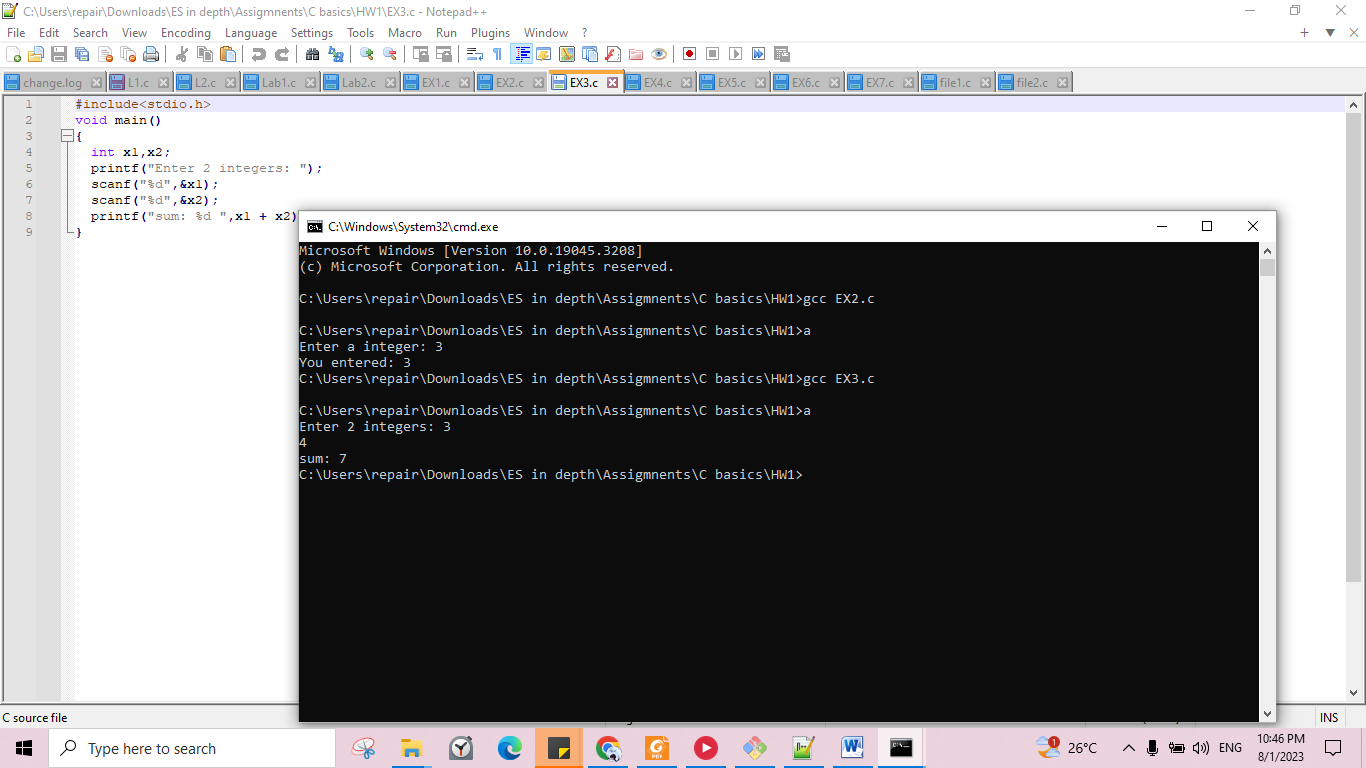 C:\Users\repair\Downloads\ES in depth\Assigmnents\C basics\HW1\EX3.c - Notepad++
File Edit Search View Encoding Language Settings Tools Macro Run Plugins Window ?
change.log L1.c L2.c Lab1.c Lab2.c EX1.c EX2.c EX3.c EX4.c EX5.c EX6.c EX7.c file1.c file2.c
1 #include<stdio.h>
2 void main()
3 {
4 int x1,x2;
5 printf("Enter 2 integers: ");
6 scanf("%d",&x1);
7 scanf("%d",&x2);
8 printf("sum: %d ",x1 + x2)
9 }
C:\Windows\System32\cmd.exe
Microsoft Windows [Version 10.0.19045.3208]
(c) Microsoft Corporation. All rights reserved.
C:\Users\repair\Downloads\ES in depth\Assigmnents\C basics\HW1>gcc EX2.c
C:\Users\repair\Downloads\ES in depth\Assigmnents\C basics\HW1>a
Enter a integer: 3
You entered: 3
C:\Users\repair\Downloads\ES in depth\Assigmnents\C basics\HW1>gcc EX3.c
C:\Users\repair\Downloads\ES in depth\Assigmnents\C basics\HW1>a
Enter 2 integers: 3
4
sum: 7
C:\Users\repair\Downloads\ES in depth\Assigmnents\C basics\HW1>
C source file INS
Type here to search
26°C ENG
10:46 PM
8/1/2023